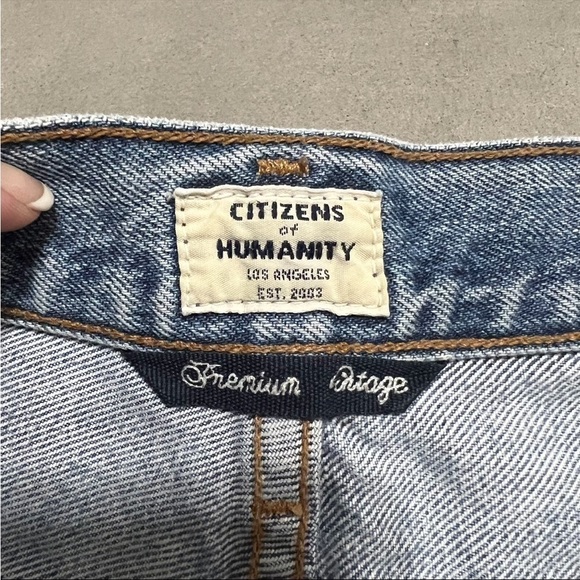 CITIZENS
of
HUMANITY
LOS ANGELES
EST. 2003
Premium Vintage